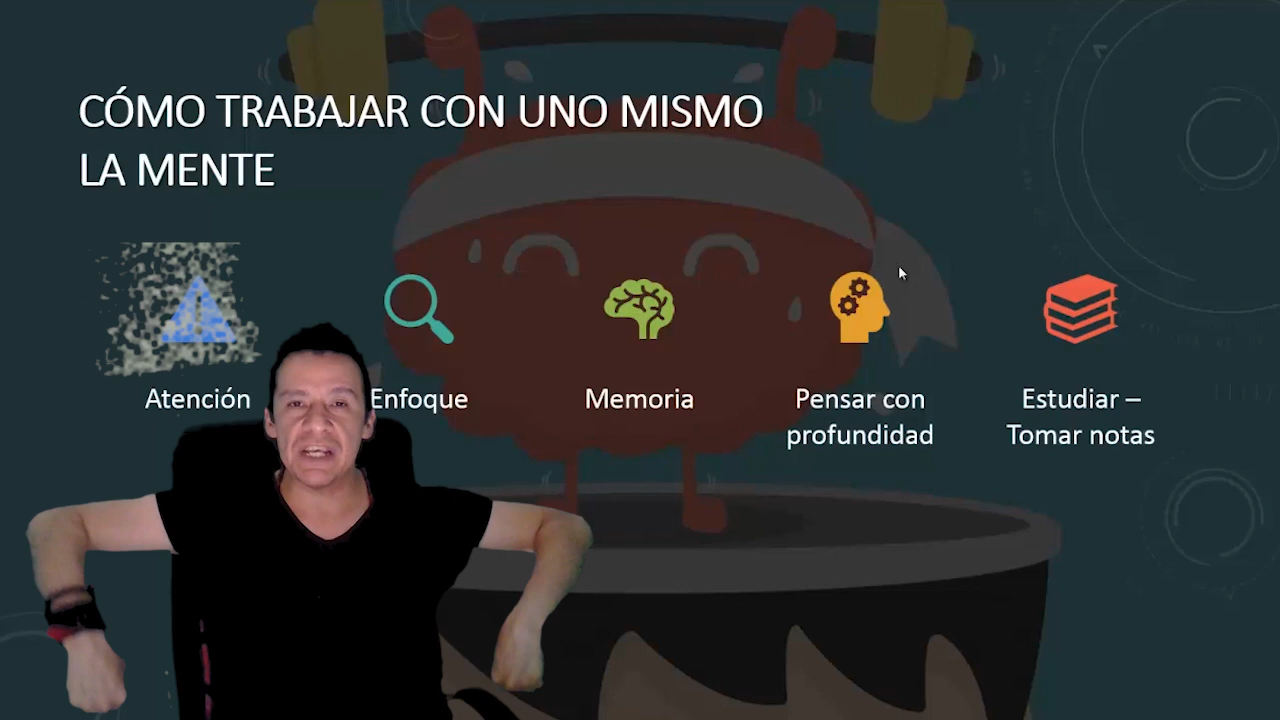 CÓMO TRABAJAR CON UNO MISMO
LA MENTE
Atención
Enfoque
Memoria
Pensar con
profundidad
Estudiar –
Tomar notas